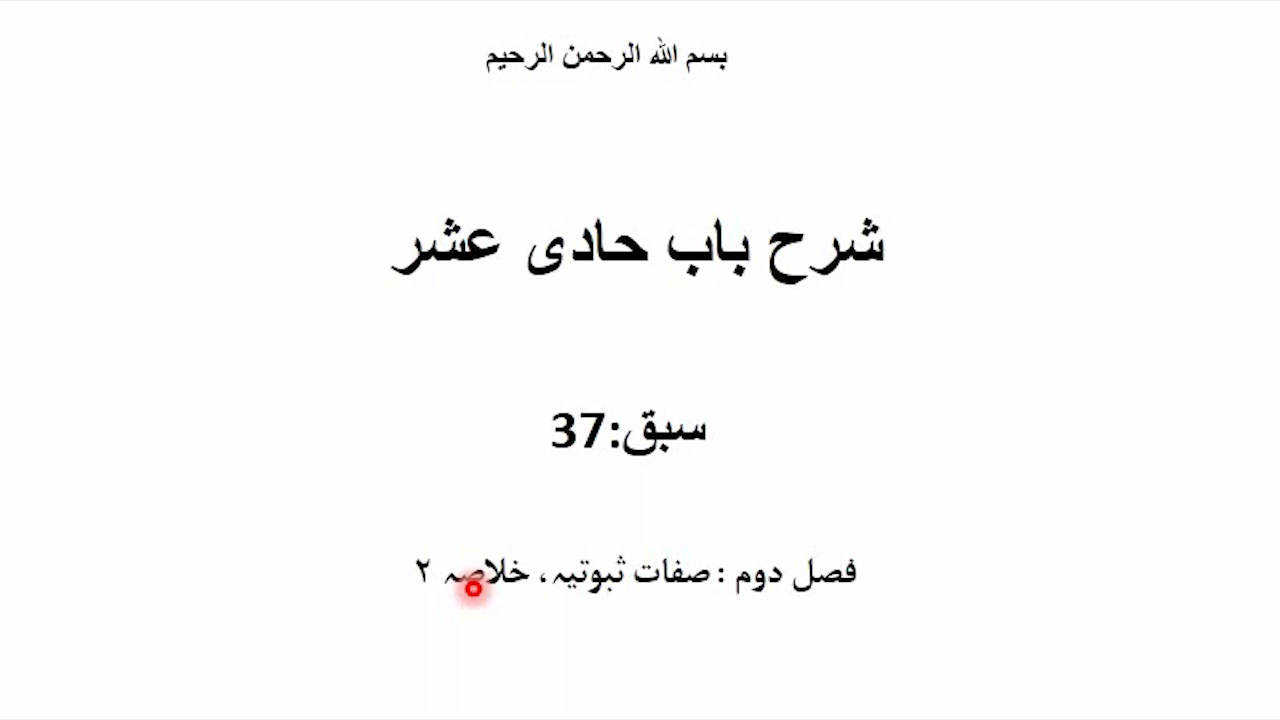 بسم الله الرحمن الرحيم
شرح باب حادی عشر
سبق:37
فصل دوم : صفات ثبوتیہ، خلاصہ ۲